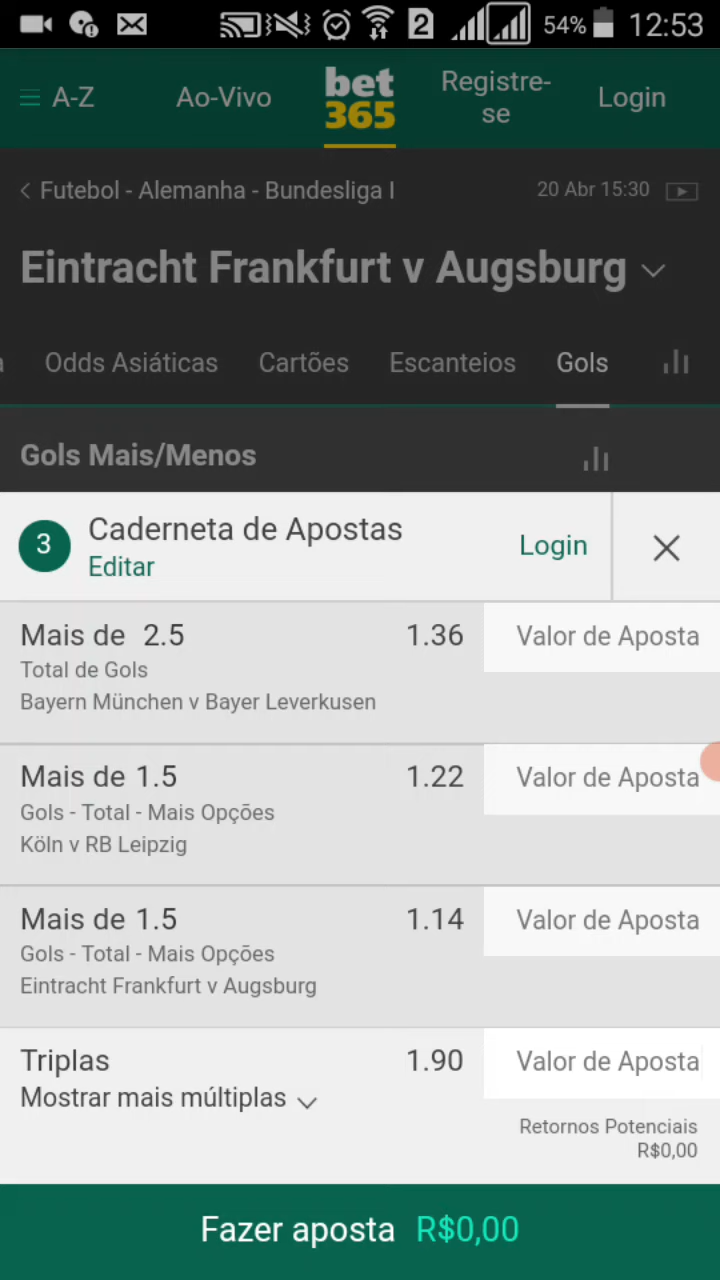 2 54% 12:53
A-Z Ao-Vivo bet 365 Registre-se Login
Futebol - Alemanha - Bundesliga I 20 Abr 15:30
Eintracht Frankfurt v Augsburg
a Odds Asiáticas Cartões Escanteios Gols
Gols Mais/Menos
3 Caderneta de Apostas Login
Editar
Mais de 2.5 1.36 Valor de Aposta
Total de Gols
Bayern München v Bayer Leverkusen
Mais de 1.5 1.22 Valor de Aposta
Gols - Total - Mais Opções
Köln v RB Leipzig
Mais de 1.5 1.14 Valor de Aposta
Gols - Total - Mais Opções
Eintracht Frankfurt v Augsburg
Triplas 1.90 Valor de Aposta
Mostrar mais múltiplas
Retornos Potenciais
R$0,00
Fazer aposta R$0,00